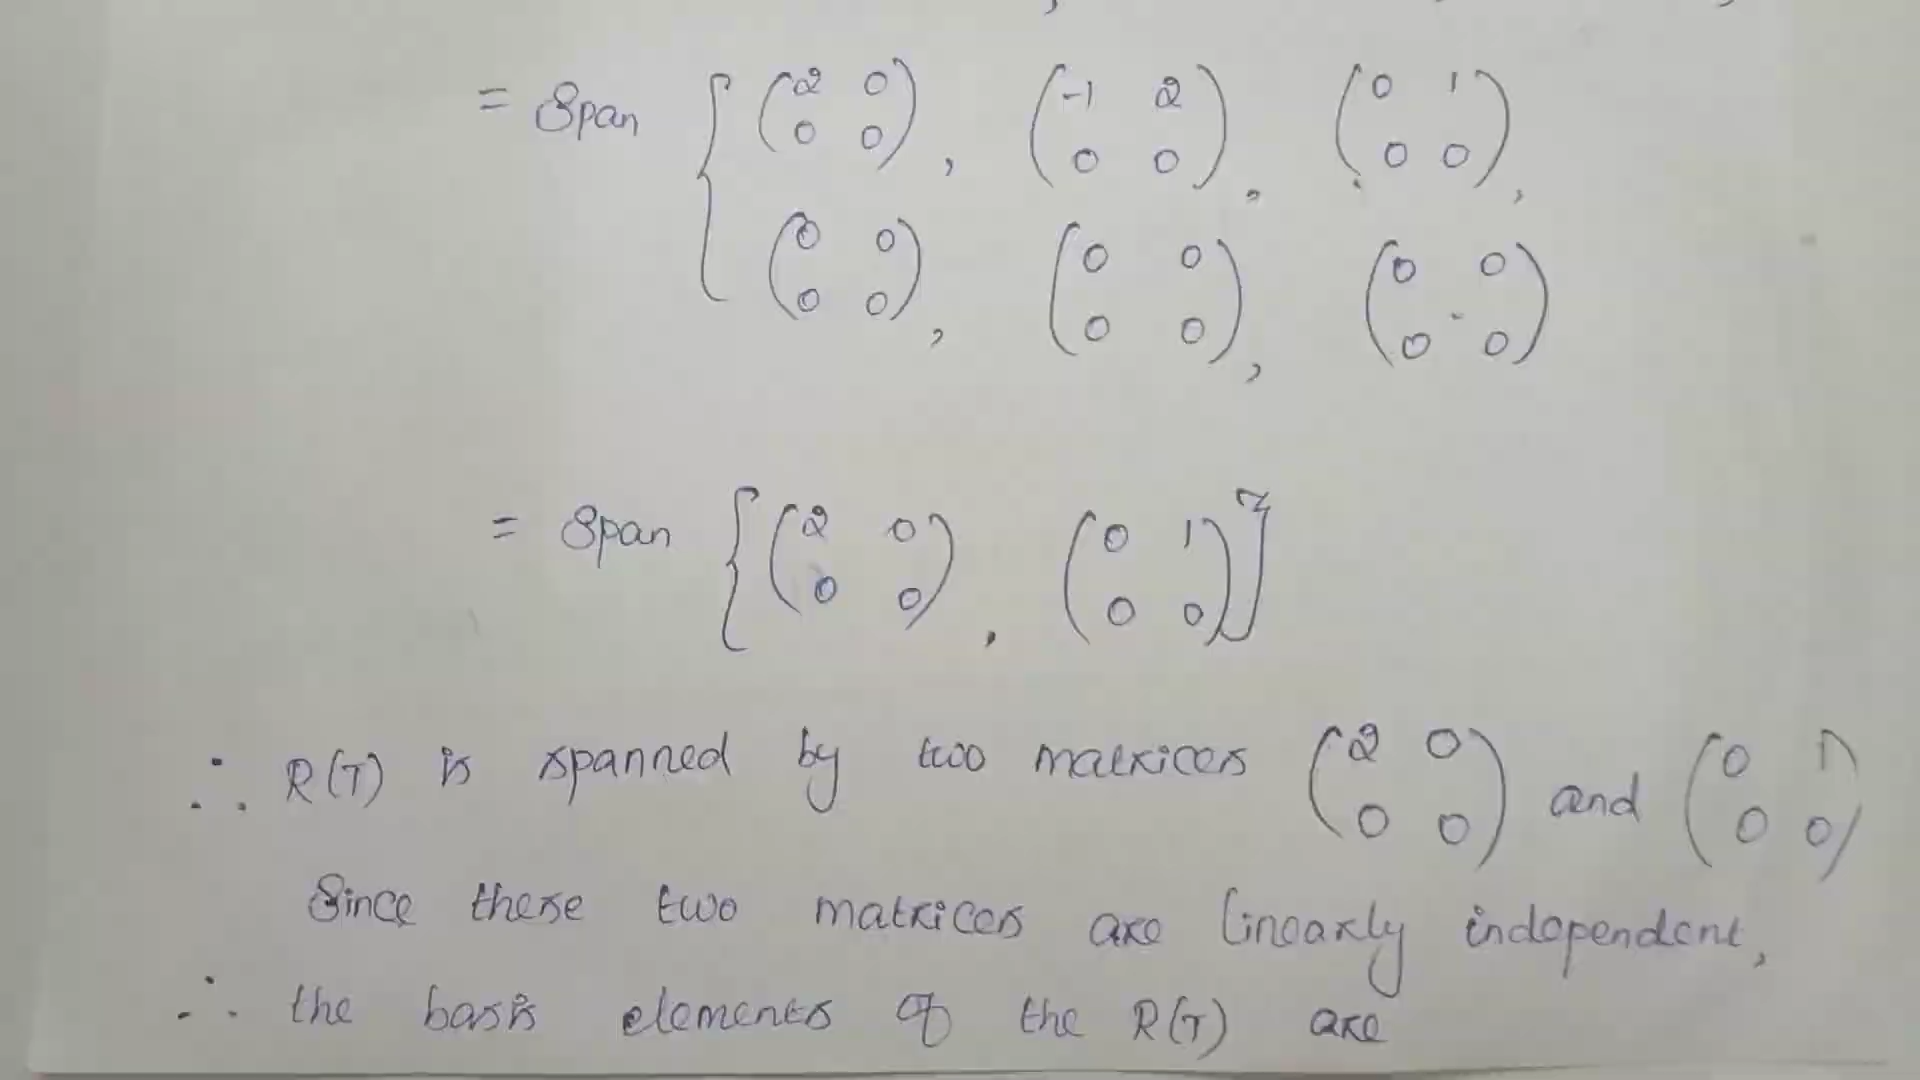 = Span { ( 2 0 ; 0 0 ) , ( -1 2 ; 0 0 ) , ( 0 1 ; 0 0 ) ,
( 0 0 ; 0 0 ) , ( 0 0 ; 0 0 ) , ( 0 0 ; 0 0 )
= Span { ( 2 0 ; 0 0 ) , ( 0 1 ; 0 0 ) }
∴ R(T) is spanned by two matrices ( 2 0 ; 0 0 ) and ( 0 1 ; 0 0 )
Since these two matrices are linearly independent,
∴ the basis elements of the R(T) are